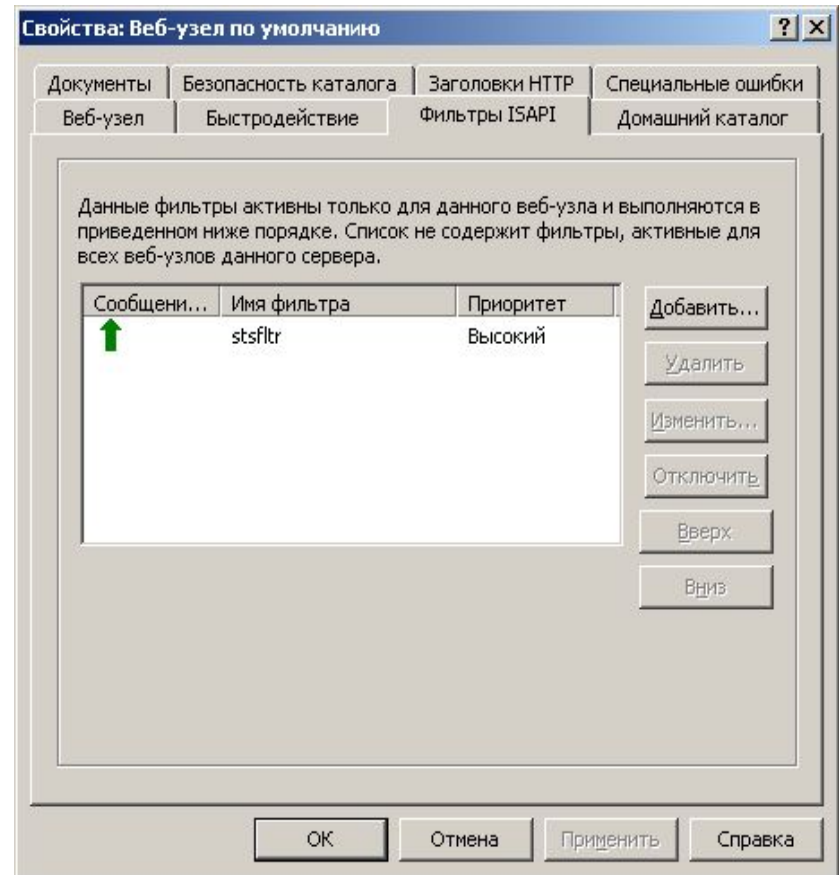 Свойства: Веб-узел по умолчанию
Документы Безопасность каталога Заголовки HTTP Специальные ошибки
Веб-узел Быстродействие Фильтры ISAPI Домашний каталог
Данные фильтры активны только для данного веб-узла и выполняются в
приведенном ниже порядке. Список не содержит фильтры, активные для
всех веб-узлов данного сервера.
Сообщени... Имя фильтра Приоритет
stsfltr Высокий
Добавить...
Удалить
Изменить...
Отключить
Вверх
Вниз
ОК Отмена Применить Справка